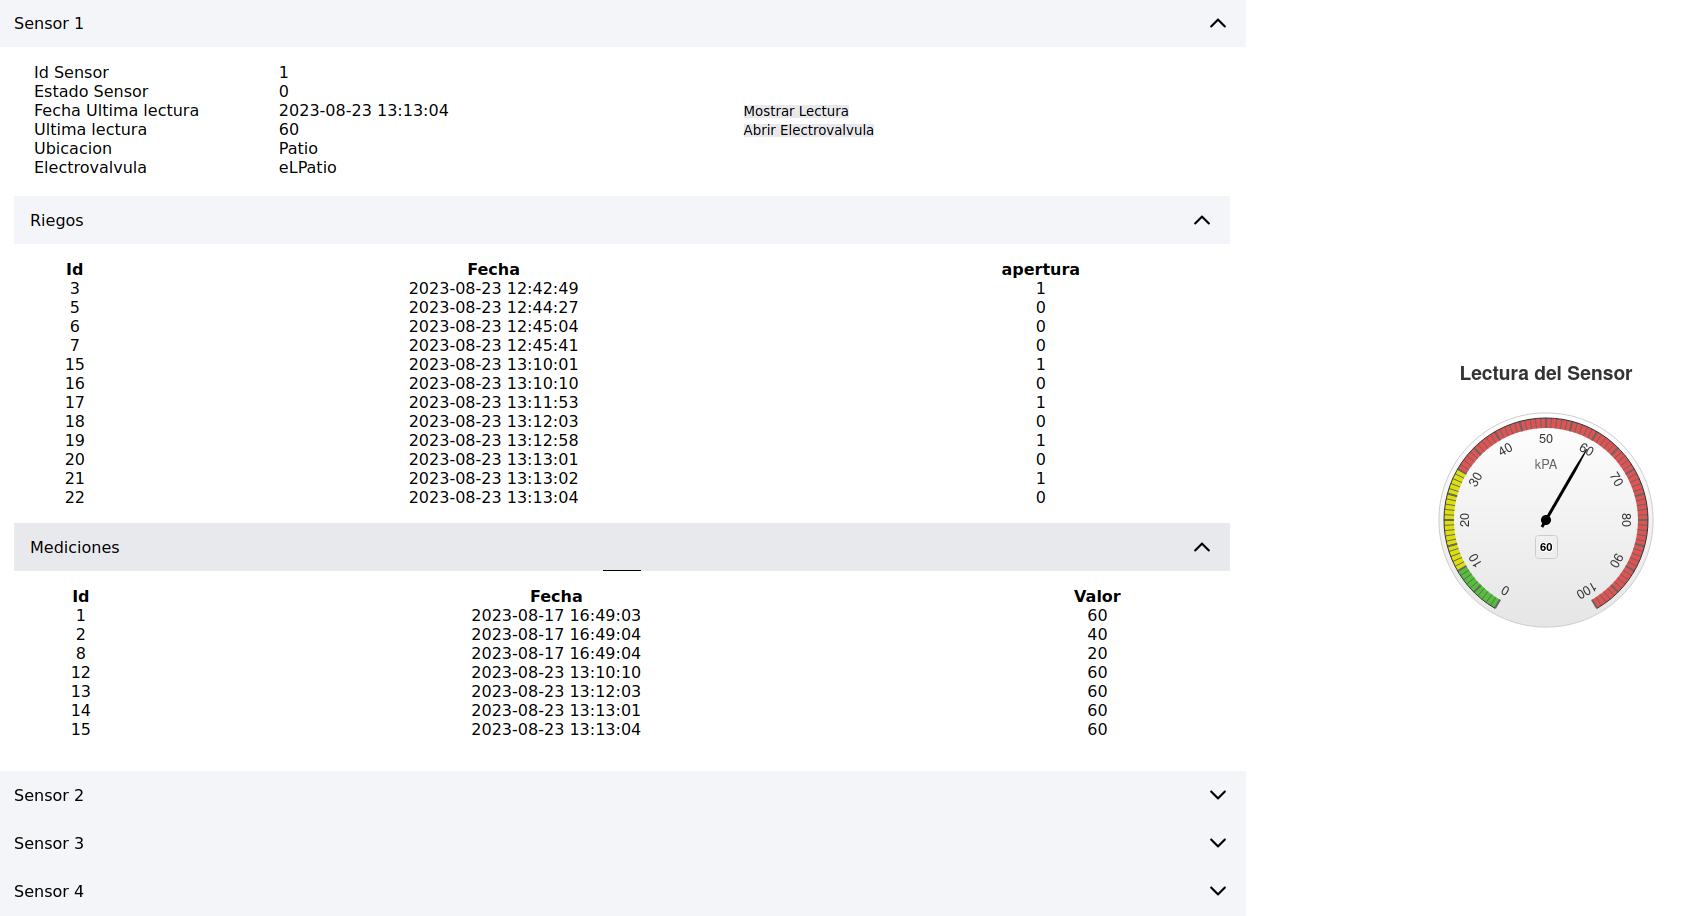 Sensor 1
Id Sensor 1
Estado Sensor 0
Fecha Ultima lectura 2023-08-23 13:13:04 Mostrar Lectura
Ultima lectura 60 Abrir Electrovalvula
Ubicacion Patio
Electrovalvula eLPatio
Riegos
Id Fecha apertura
3 2023-08-23 12:42:49 1
5 2023-08-23 12:44:27 0
6 2023-08-23 12:45:04 0
7 2023-08-23 12:45:41 0
15 2023-08-23 13:10:01 1
16 2023-08-23 13:10:10 0
17 2023-08-23 13:11:53 1
18 2023-08-23 13:12:03 0
19 2023-08-23 13:12:58 1
20 2023-08-23 13:13:01 0
21 2023-08-23 13:13:02 1
22 2023-08-23 13:13:04 0
Mediciones
Id Fecha Valor
1 2023-08-17 16:49:03 60
2 2023-08-17 16:49:04 40
8 2023-08-17 16:49:04 20
12 2023-08-23 13:10:10 60
13 2023-08-23 13:12:03 60
14 2023-08-23 13:13:01 60
15 2023-08-23 13:13:04 60
Sensor 2
Sensor 3
Sensor 4
Lectura del Sensor
0 10 20 30 40 50 60 70 80 90 100
kPA
60